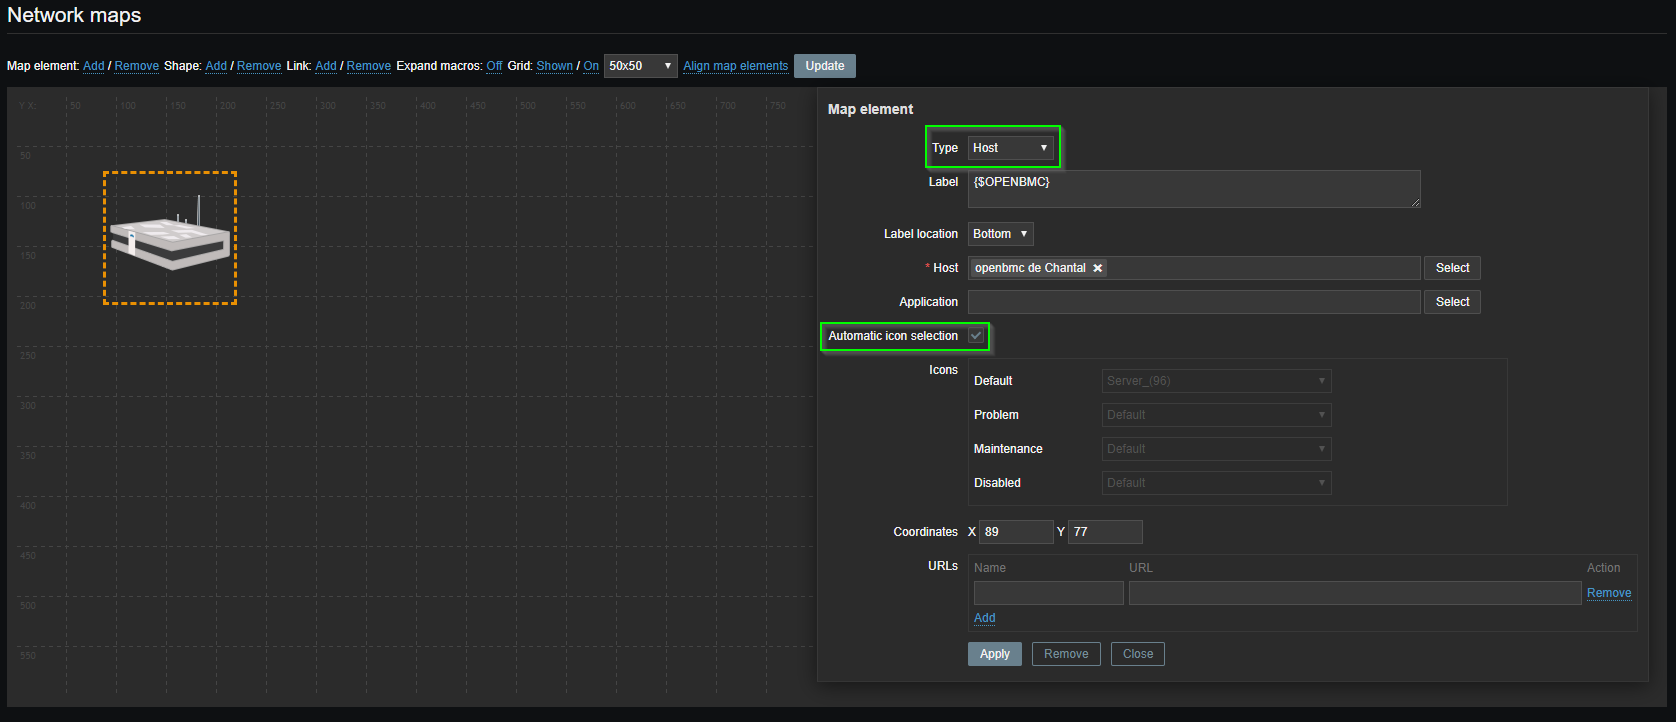 Network maps
Map element: Add / Remove Shape: Add / Remove Link: Add / Remove Expand macros: Off Grid: Shown / On 50x50 Align map elements Update
Y X: 50 100 150 200 250 300 350 400 450 500 550 600 650 700 750
50
100
150
200
250
300
350
400
450
500
550
Map element
Type Host
Label {$OPENBMC}
Label location Bottom
* Host openbmc de Chantal Select
Application Select
Automatic icon selection
Icons
Default Server_(96)
Problem Default
Maintenance Default
Disabled Default
Coordinates X 89 Y 77
URLs Name URL Action
Remove
Add
Apply Remove Close